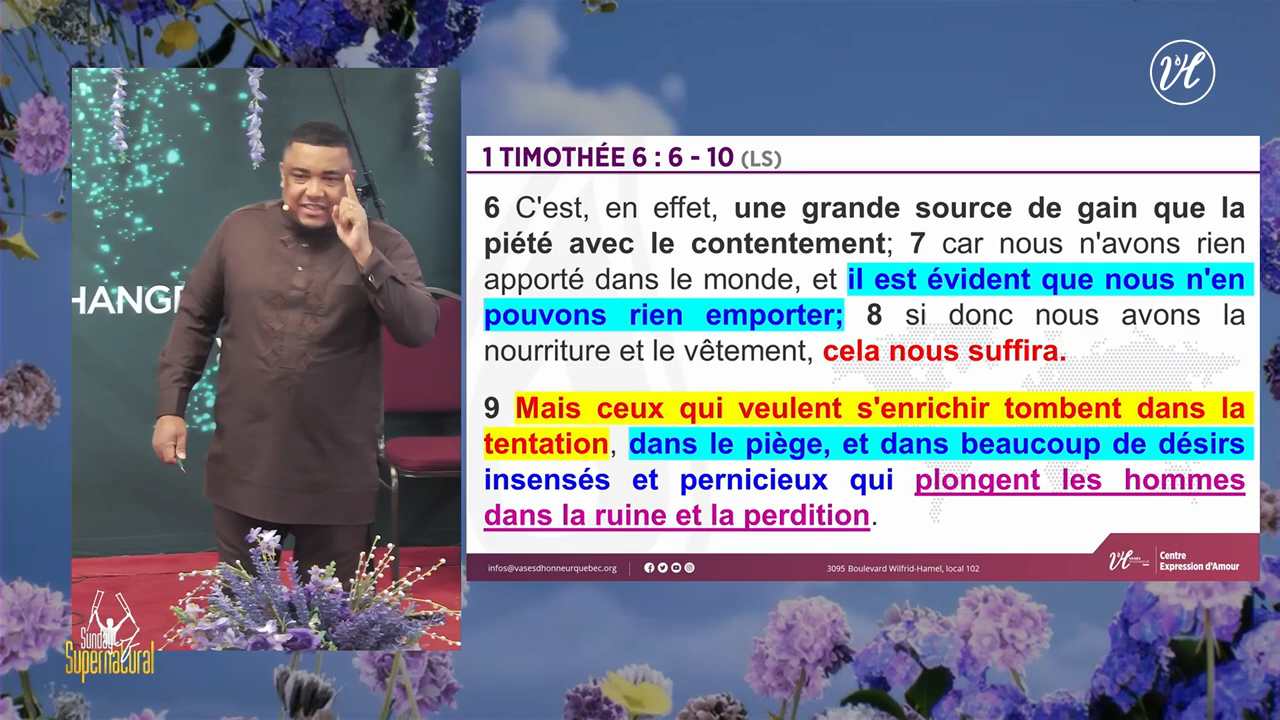 VH
HANGE
1 TIMOTHÉE 6 : 6 - 10 (LS)
6 C'est, en effet, une grande source de gain que la
piété avec le contentement; 7 car nous n'avons rien
apporté dans le monde, et il est évident que nous n'en
pouvons rien emporter; 8 si donc nous avons la
nourriture et le vêtement, cela nous suffira.
9 Mais ceux qui veulent s'enrichir tombent dans la
tentation, dans le piège, et dans beaucoup de désirs
insensés et pernicieux qui plongent les hommes
dans la ruine et la perdition.
infos@vasesdhonneurquebec.org
3095 Boulevard Wilfrid-Hamel, local 102
VH
Centre
Expression d'Amour
Sunday
Of
Supernatural